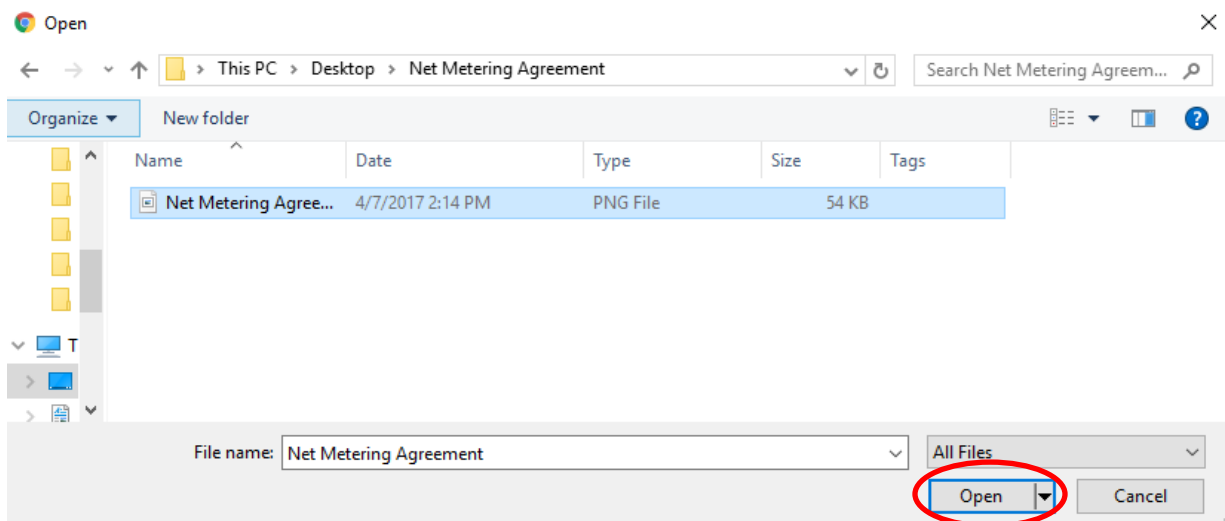 Open
This PC > Desktop > Net Metering Agreement Search Net Metering Agreem...
Organize New folder
Name Date Type Size Tags
Net Metering Agree... 4/7/2017 2:14 PM PNG File 54 KB
T
File name: Net Metering Agreement All Files
Open Cancel